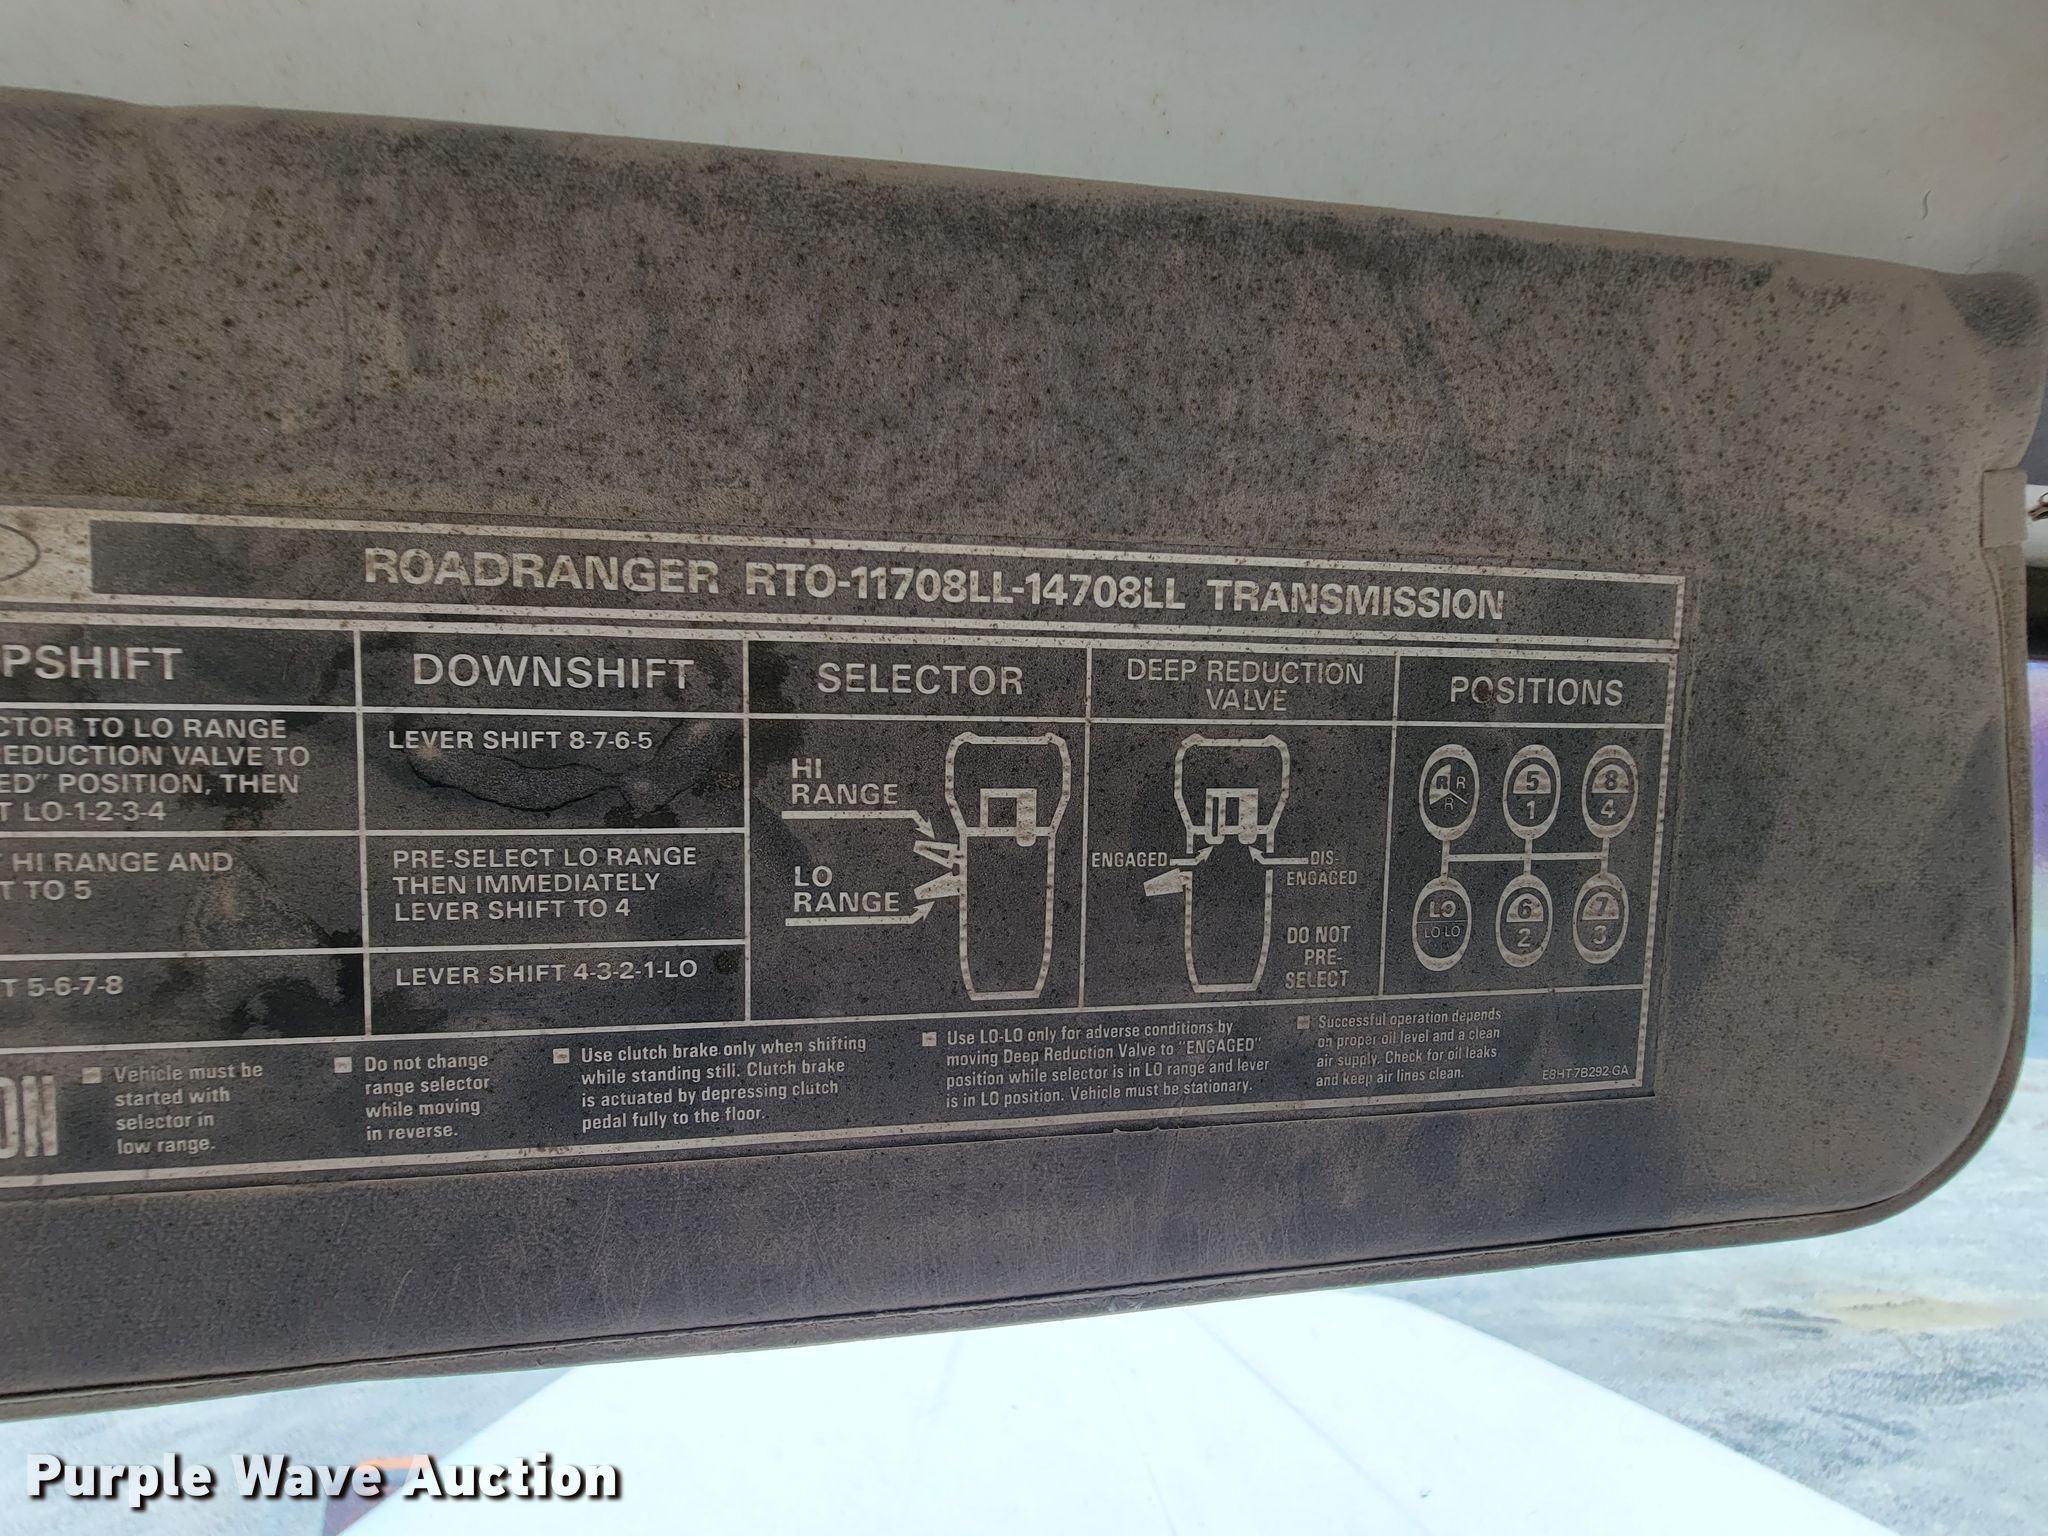 ROADRANGER RTO-11708LL-14708LL TRANSMISSION
PSHIFT
CTOR TO LO RANGE
REDUCTION VALVE TO
ED" POSITION, THEN
T LO-1-2-3-4
T HI RANGE AND
T TO 5
T 5-6-7-8
DOWNSHIFT
LEVER SHIFT 8-7-6-5
PRE-SELECT LO RANGE
THEN IMMEDIATELY
LEVER SHIFT TO 4
LEVER SHIFT 4-3-2-1-LO
SELECTOR
HI
RANGE
LO
RANGE
DEEP REDUCTION
VALVE
ENGAGED
DIS-
ENGAGED
DO NOT
PRE-
SELECT
POSITIONS
R R 5 8
R 1 4
LO 6 7
LO-LO 2 3
ON
Vehicle must be
started with
selector in
low range.
Do not change
range selector
while moving
in reverse.
Use clutch brake only when shifting
while standing still. Clutch brake
is actuated by depressing clutch
pedal fully to the floor.
Use LO-LO only for adverse conditions by
moving Deep Reduction Valve to "ENGAGED"
position while selector is in LO range and lever
is in LO position. Vehicle must be stationary.
Successful operation depends
on proper oil level and a clean
air supply. Check for oil leaks
and keep air lines clean.
E8HT-7B292-GA
Purple Wave Auction